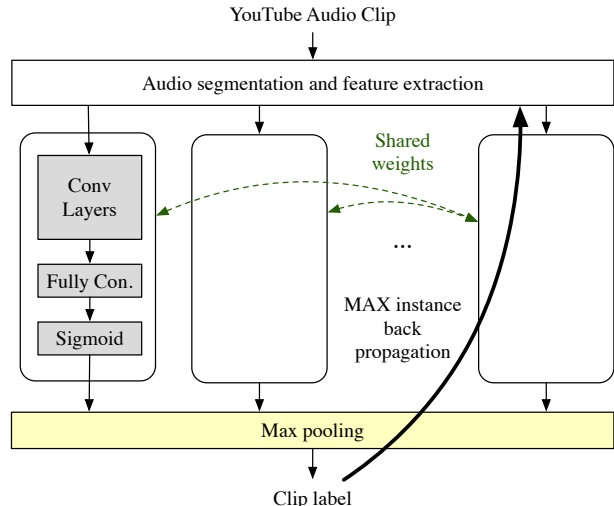 YouTube Audio Clip
Audio segmentation and feature extraction
Shared
weights
Conv
Layers
...
Fully Con.
MAX instance
back
propagation
Sigmoid
Max pooling
Clip label